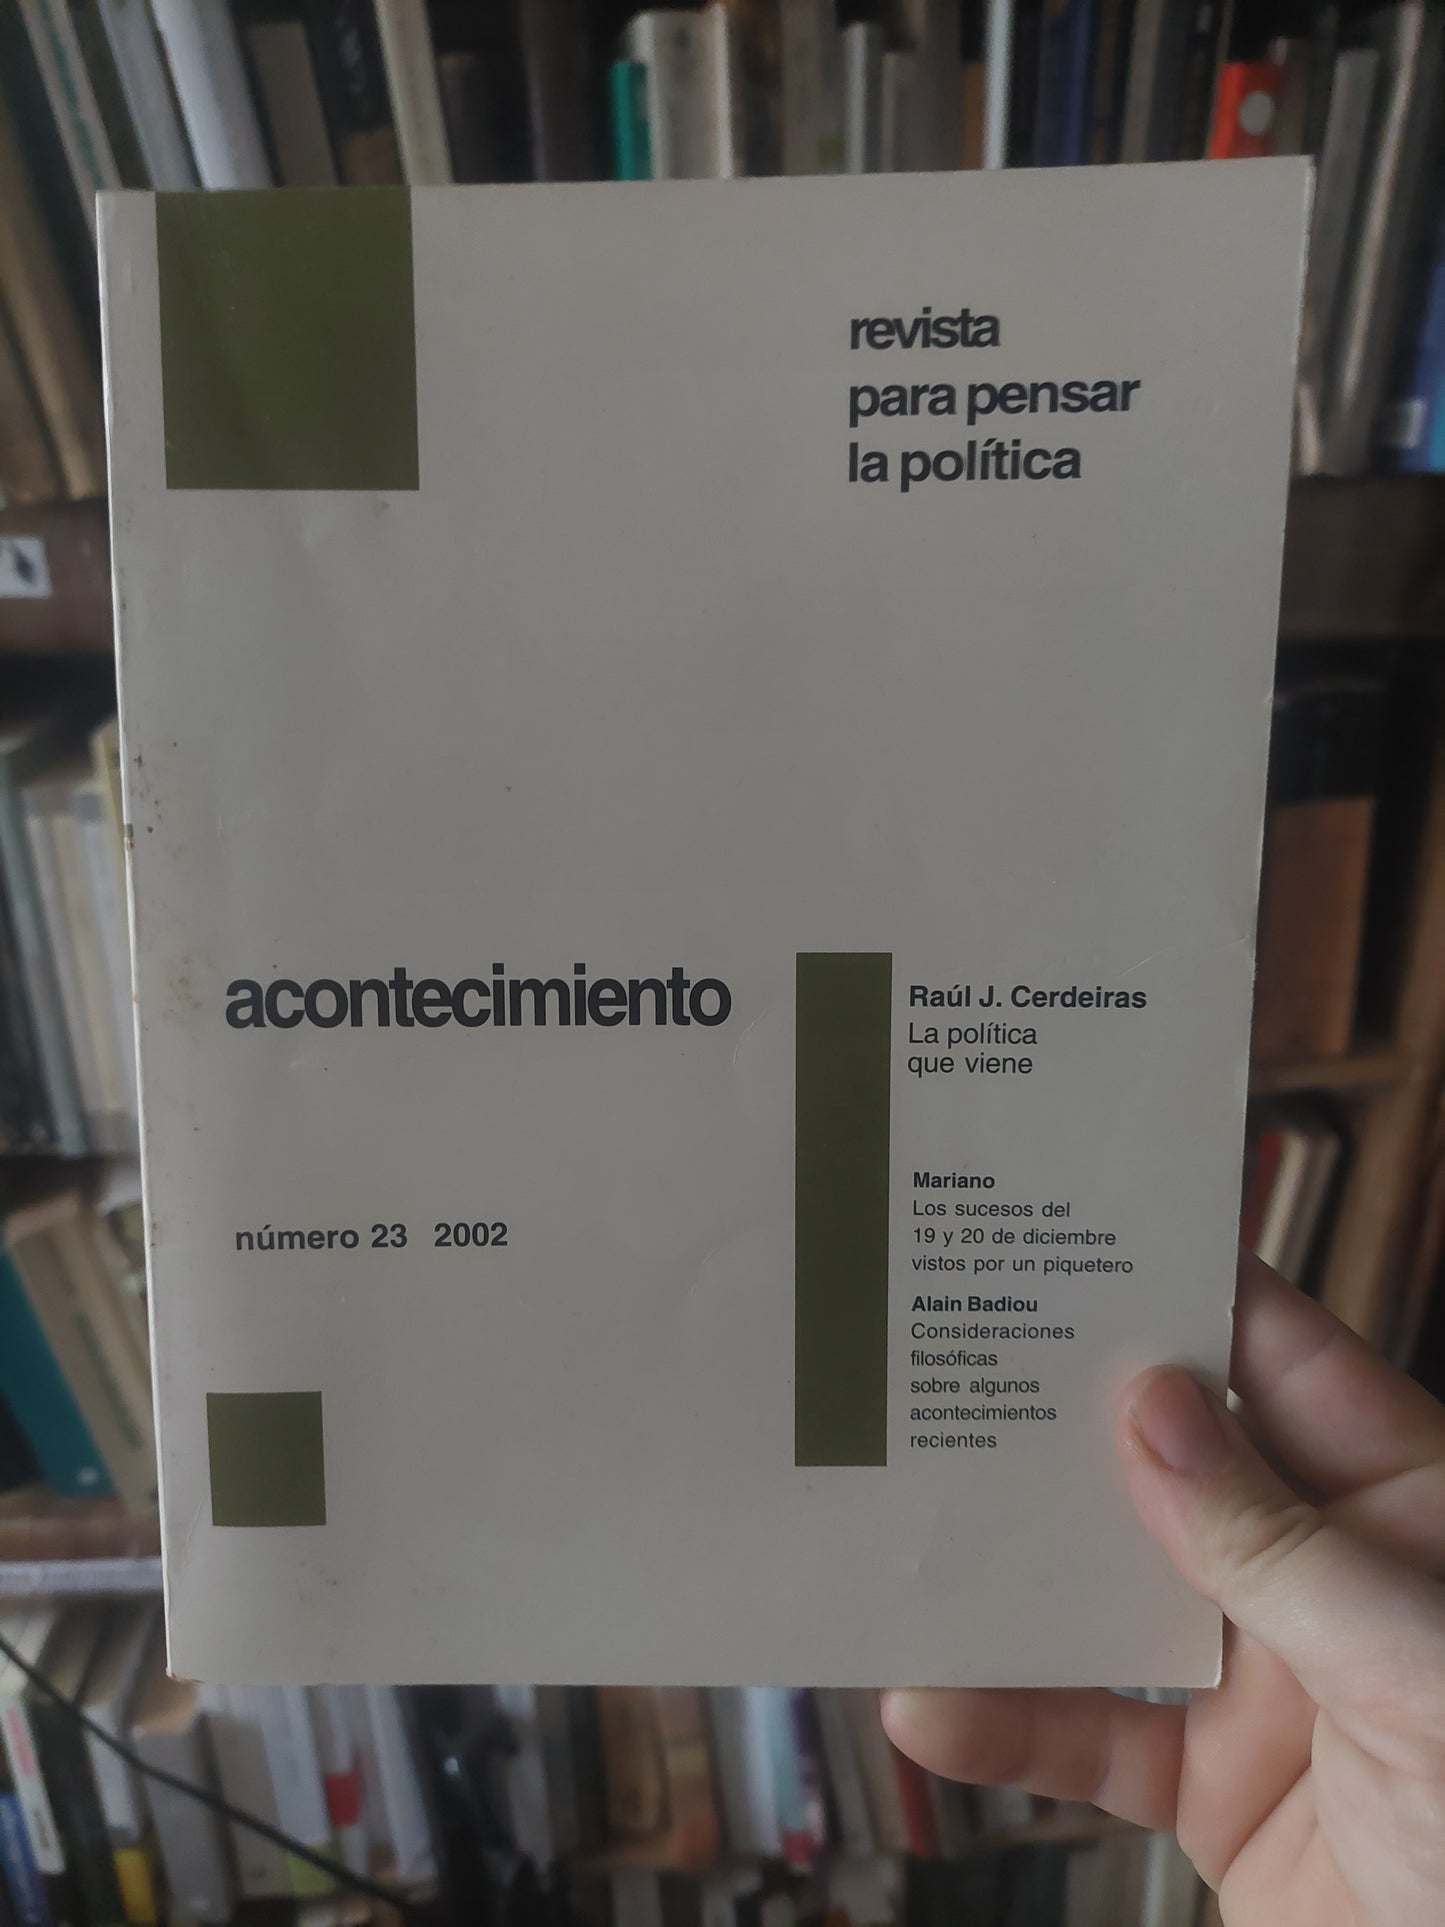 revista
para pensar
la política
acontecimiento
número 23 2002
Raúl J. Cerdeiras
La política
que viene
Mariano
Los sucesos del
19 y 20 de diciembre
vistos por un piquetero
Alain Badiou
Consideraciones
filosóficas
sobre algunos
acontecimientos
recientes